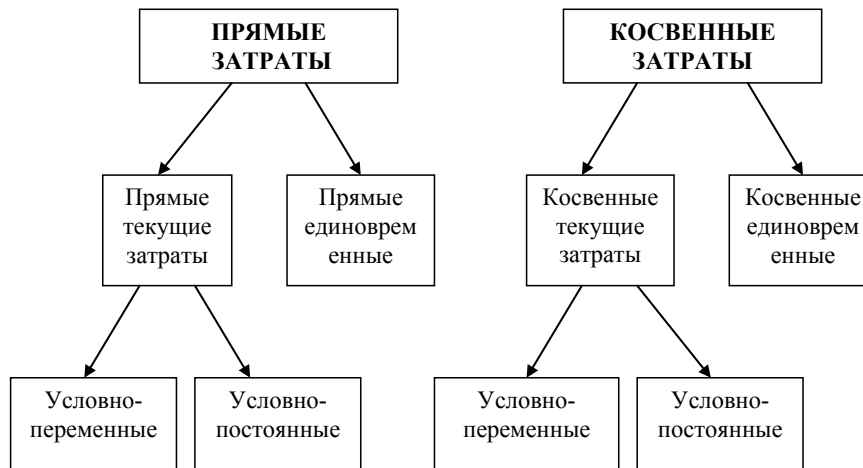 ПРЯМЫЕ
ЗАТРАТЫ
КОСВЕННЫЕ
ЗАТРАТЫ
Прямые
текущие
затраты
Прямые
единоврем
енные
Косвенные
текущие
затраты
Косвенные
единоврем
енные
Условно-
переменные
Условно-
постоянные
Условно-
переменные
Условно-
постоянные